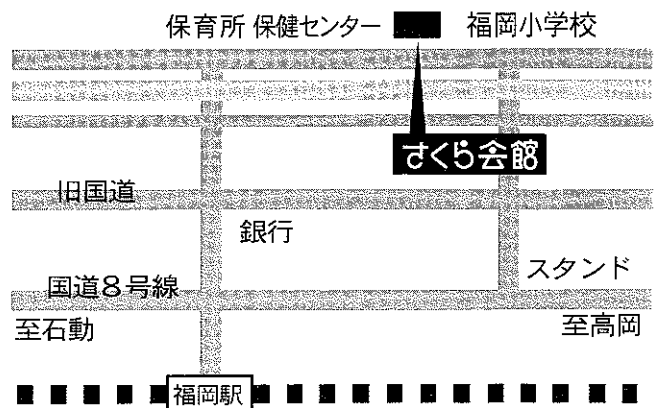 保育所 保健センター 福岡小学校
さくら会館
旧国道
銀行
スタンド
国道8号線
至石動
至高岡
福岡駅